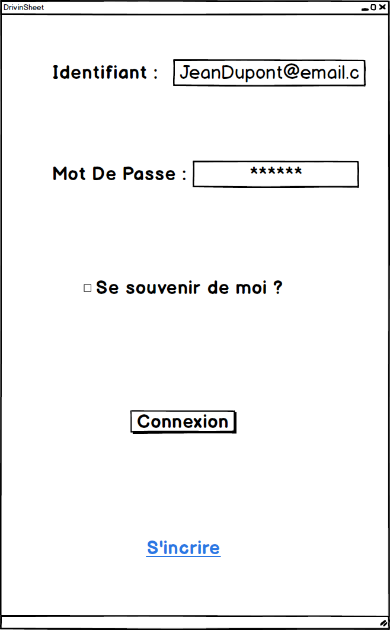 DrivinSheet
Identifiant : JeanDupont@email.c
Mot De Passe : ******
Se souvenir de moi ?
Connexion
S'incrire